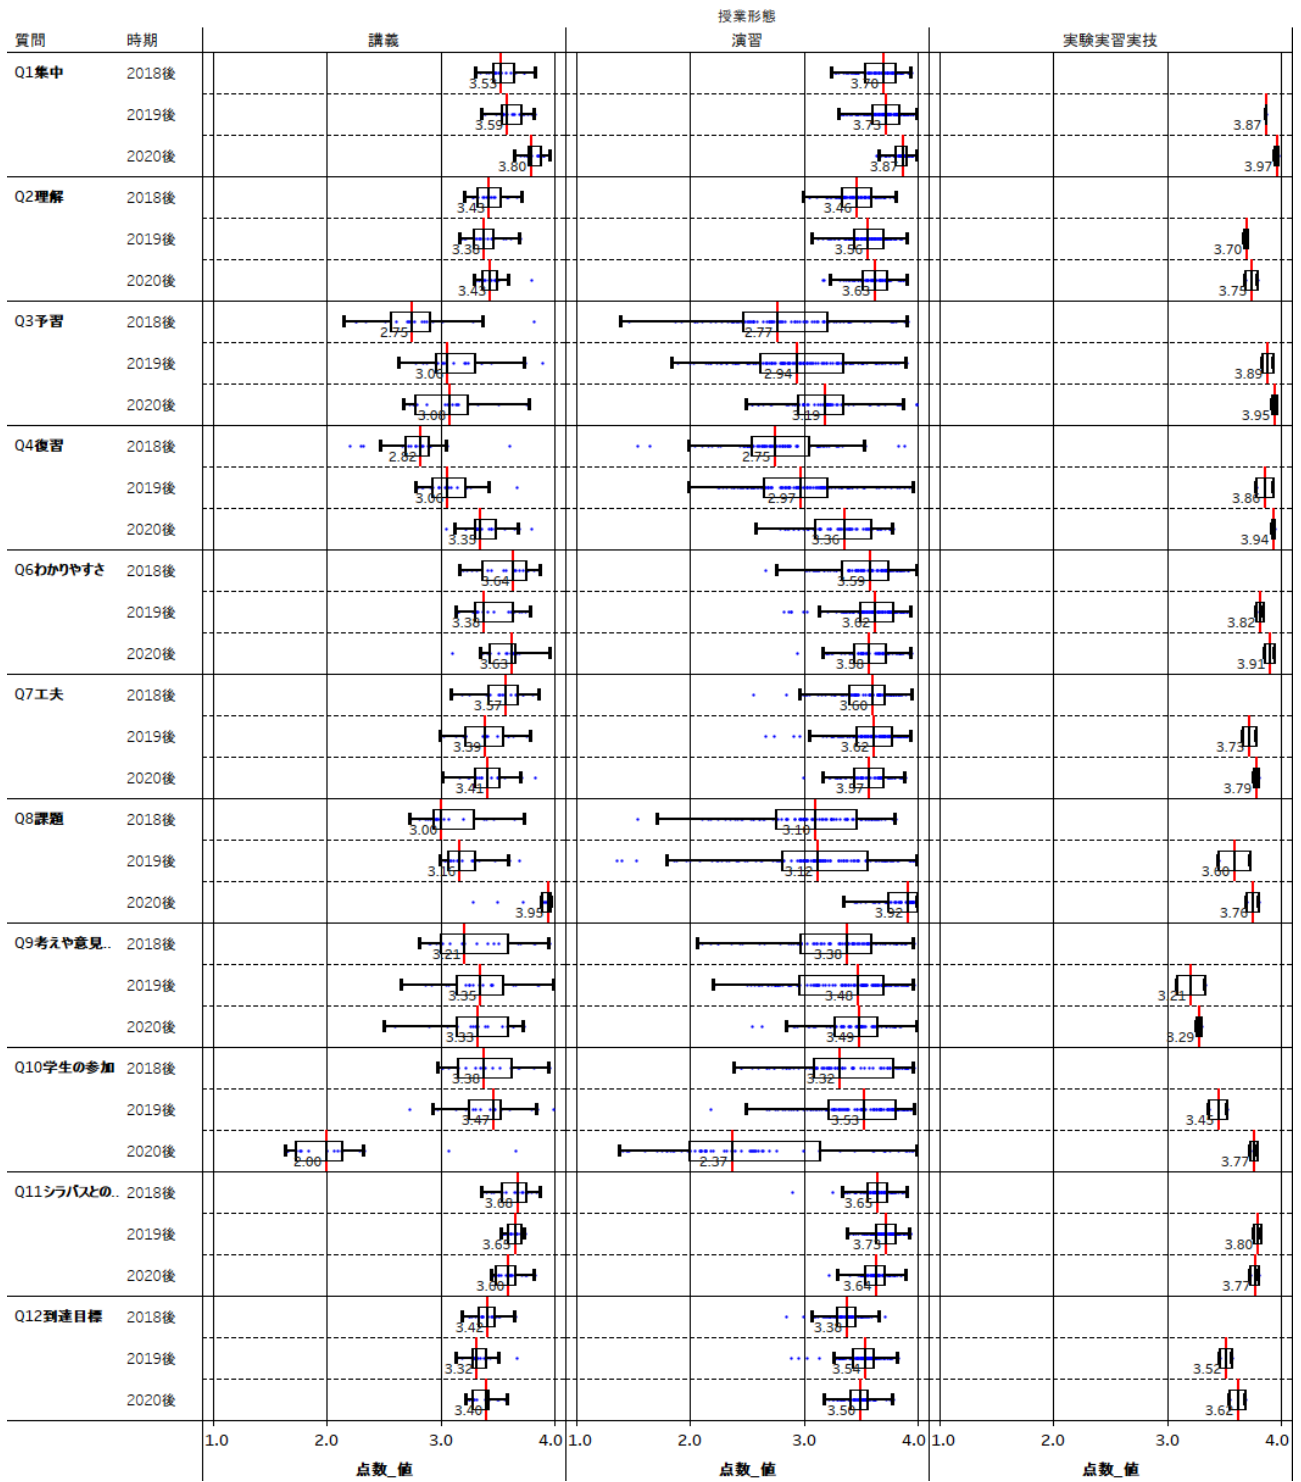 授業形態
質問 時期 講義 演習 実験実習実技
Q1集中 2018後 3.53 3.70
2019後 3.59 3.73 3.87
2020後 3.80 3.87 3.97
Q2理解 2018後 3.43 3.46
2019後 3.38 3.56 3.70
2020後 3.43 3.63 3.75
Q3予習 2018後 2.75 2.77
2019後 3.06 2.94 3.89
2020後 3.08 3.19 3.95
Q4復習 2018後 2.82 2.75
2019後 3.06 2.97 3.86
2020後 3.35 3.36 3.94
Q6わかりやすさ 2018後 3.64 3.59
2019後 3.38 3.62 3.82
2020後 3.63 3.58 3.91
Q7工夫 2018後 3.57 3.60
2019後 3.39 3.62 3.73
2020後 3.41 3.57 3.79
Q8課題 2018後 3.00 3.10
2019後 3.16 3.12 3.60
2020後 3.95 3.92 3.76
Q9考えや意見.. 2018後 3.21 3.38
2019後 3.35 3.48 3.21
2020後 3.33 3.49 3.29
Q10学生の参加 2018後 3.38 3.32
2019後 3.47 3.53 3.45
2020後 2.00 2.37 3.77
Q11シラバスとの.. 2018後 3.68 3.65
2019後 3.65 3.73 3.80
2020後 3.60 3.64 3.77
Q12到達目標 2018後 3.42 3.38
2019後 3.32 3.54 3.52
2020後 3.40 3.50 3.62
1.0 2.0 3.0 4.0 1.0 2.0 3.0 4.0 1.0 2.0 3.0 4.0
点数_値 点数_値 点数_値